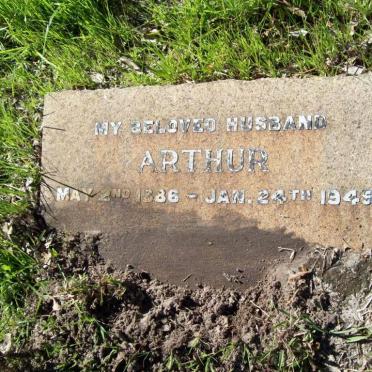 MY BELOVED HUSBAND
ARTHUR
MAY 2ND 1886 - JAN. 24TH 1949